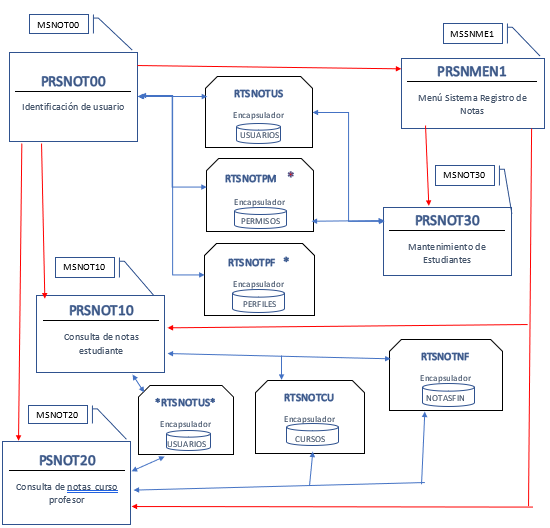 MSNOT00
MSSNME1
PRSNOT00
Identificación de usuario
RTSNOTUS
Encapsulador
USUARIOS
PRSNMEN1
Menú Sistema Registro de
Notas
RTSNOTPM *
Encapsulador
PERMISOS
MSNOT30
PRSNOT30
Mantenimiento de
Estudiantes
RTSNOTPF *
Encapsulador
PERFILES
MSNOT10
PRSNOT10
Consulta de notas
estudiante
RTSNOTNF
Encapsulador
NOTASFIN
*RTSNOTUS*
Encapsulador
USUARIOS
RTSNOTCU
Encapsulador
CURSOS
MSNOT20
PSNOT20
Consulta de notas curso
profesor